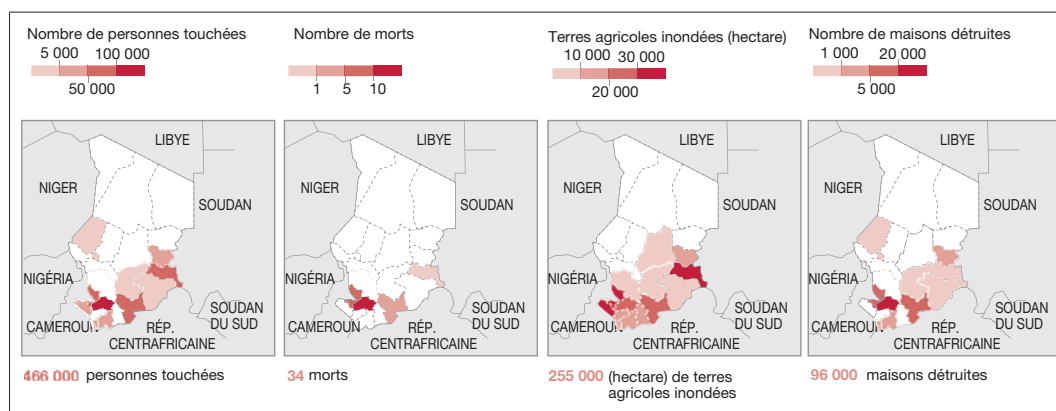 Nombre de personnes touchées
5 000 100 000
50 000
LIBYE
NIGER
SOUDAN
NIGÉRIA
CAMEROUN
RÉP.
CENTRAFRICAINE
SOUDAN
DU SUD
466 000 personnes touchées
Nombre de morts
1 5 10
LIBYE
NIGER
SOUDAN
NIGÉRIA
CAMEROUN
RÉP.
CENTRAFRICAINE
SOUDAN
DU SUD
34 morts
Terres agricoles inondées (hectare)
10 000 30 000
20 000
LIBYE
NIGER
SOUDAN
NIGÉRIA
CAMEROUN
RÉP.
CENTRAFRICAINE
SOUDAN
DU SUD
255 000 (hectare) de terres
agricoles inondées
Nombre de maisons détruites
1 000 20 000
5 000
LIBYE
NIGER
SOUDAN
NIGÉRIA
CAMEROUN
RÉP.
CENTRAFRICAINE
SOUDAN
DU SUD
96 000 maisons détruites